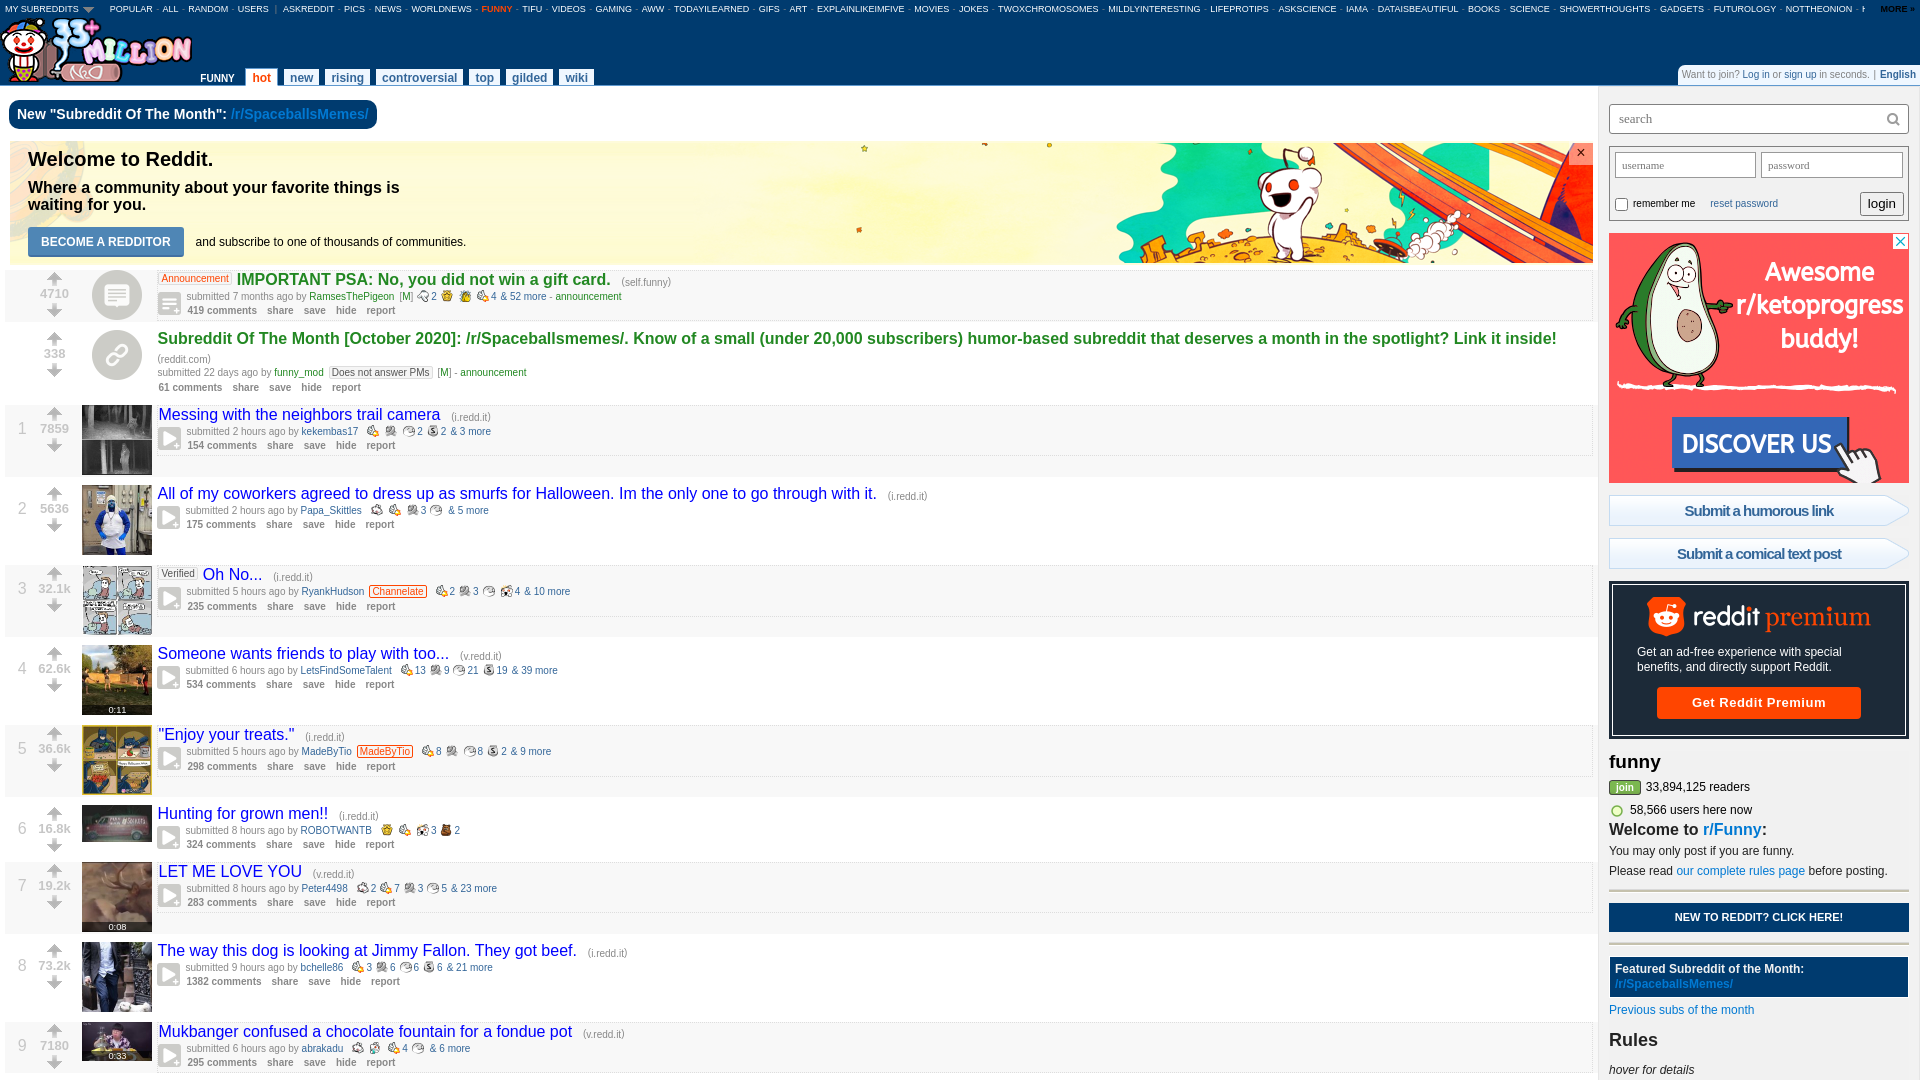 MY SUBREDDITS POPULAR - ALL - RANDOM - USERS | ASKREDDIT - PICS - NEWS - WORLDNEWS - FUNNY - TIFU - VIDEOS - GAMING - AWW - TODAYILEARNED - GIFS - ART - EXPLAINLIKEIMFIVE - MOVIES - JOKES - TWOXCHROMOSOMES - MILDLYINTERESTING - LIFEPROTIPS - ASKSCIENCE - IAMA - DATAISBEAUTIFUL - BOOKS - SCIENCE - SHOWERTHOUGHTS - GADGETS - FUTUROLOGY - NOTTHEONION - MORE »
33+ MILLION
FUNNY hot new rising controversial top gilded wiki
Want to join? Log in or sign up in seconds. | English
New "Subreddit Of The Month": /r/SpaceballsMemes/
Welcome to Reddit.
Where a community about your favorite things is
waiting for you.
BECOME A REDDITOR and subscribe to one of thousands of communities.
×
4710
Announcement IMPORTANT PSA: No, you did not win a gift card. (self.funny)
submitted 7 months ago by RamsesThePigeon [M] 2 4 & 52 more - announcement
419 comments share save hide report
338
Subreddit Of The Month [October 2020]: /r/Spaceballsmemes/. Know of a small (under 20,000 subscribers) humor-based subreddit that deserves a month in the spotlight? Link it inside!
(reddit.com)
submitted 22 days ago by funny_mod Does not answer PMs [M] - announcement
61 comments share save hide report
1 7859
Messing with the neighbors trail camera (i.redd.it)
submitted 2 hours ago by kekembas17 2 2 & 3 more
154 comments share save hide report
2 5636
All of my coworkers agreed to dress up as smurfs for Halloween. Im the only one to go through with it. (i.redd.it)
submitted 2 hours ago by Papa_Skittles 3 & 5 more
175 comments share save hide report
3 32.1k
Verified Oh No... (i.redd.it)
submitted 5 hours ago by RyankHudson Channelate 2 3 4 & 10 more
235 comments share save hide report
4 62.6k
0:11
Someone wants friends to play with too... (v.redd.it)
submitted 6 hours ago by LetsFindSomeTalent 13 9 21 19 & 39 more
534 comments share save hide report
5 36.6k
"Enjoy your treats." (i.redd.it)
submitted 5 hours ago by MadeByTio MadeByTio 8 8 2 & 9 more
298 comments share save hide report
6 16.8k
Hunting for grown men!! (i.redd.it)
submitted 8 hours ago by ROBOTWANTB 3 2
324 comments share save hide report
7 19.2k
0:08
LET ME LOVE YOU (v.redd.it)
submitted 8 hours ago by Peter4498 2 7 3 5 & 23 more
283 comments share save hide report
8 73.2k
The way this dog is looking at Jimmy Fallon. They got beef. (i.redd.it)
submitted 9 hours ago by bchelle86 3 6 6 6 & 21 more
1382 comments share save hide report
9 7180
0:33
Mukbanger confused a chocolate fountain for a fondue pot (v.redd.it)
submitted 6 hours ago by abrakadu 4 & 6 more
295 comments share save hide report
search
username password
remember me reset password login
Awesome
r/ketoprogress
buddy!
DISCOVER US
Submit a humorous link
Submit a comical text post
reddit premium
Get an ad-free experience with special
benefits, and directly support Reddit.
Get Reddit Premium
funny
join 33,894,125 readers
58,566 users here now
Welcome to r/Funny:
You may only post if you are funny.
Please read our complete rules page before posting.
NEW TO REDDIT? CLICK HERE!
Featured Subreddit of the Month:
/r/SpaceballsMemes/
Previous subs of the month
Rules
hover for details